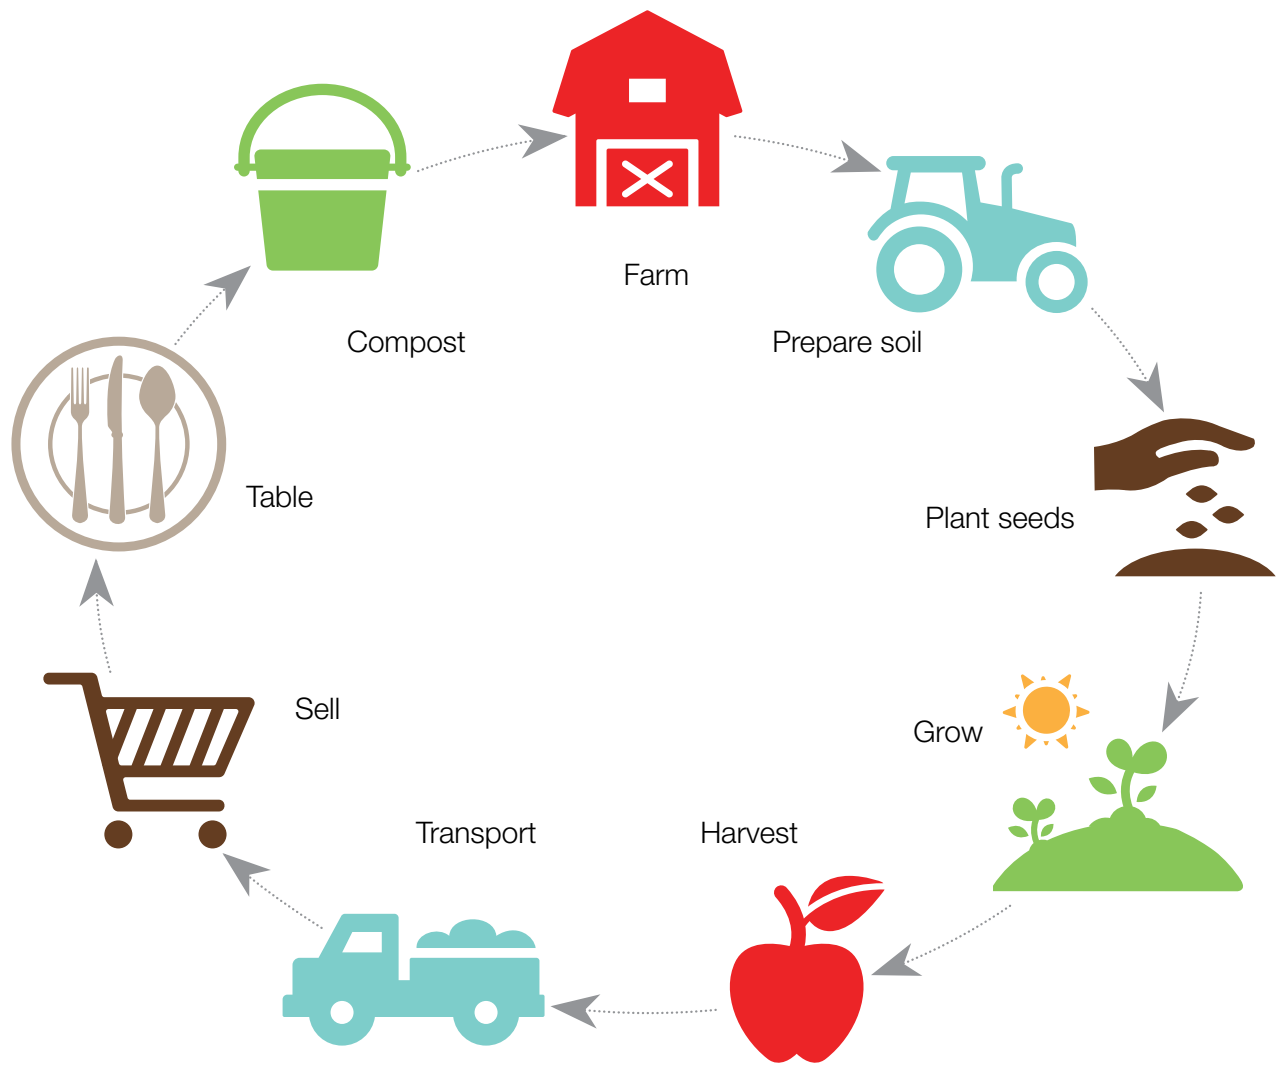 Farm
Prepare soil
Plant seeds
Grow
Harvest
Transport
Sell
Table
Compost